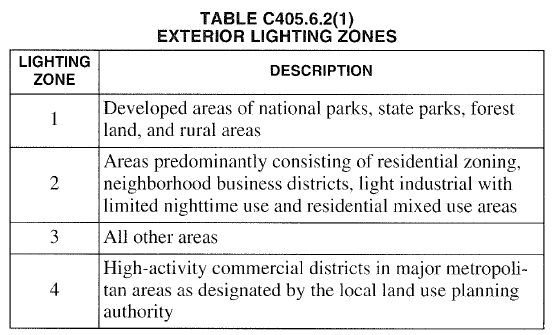 TABLE C405.6.2(1)
EXTERIOR LIGHTING ZONES
LIGHTING
ZONE
DESCRIPTION
1
Developed areas of national parks, state parks, forest
land, and rural areas
2
Areas predominantly consisting of residential zoning,
neighborhood business districts, light industrial with
limited nighttime use and residential mixed use areas
3
All other areas
4
High-activity commercial districts in major metropoli-
tan areas as designated by the local land use planning
authority